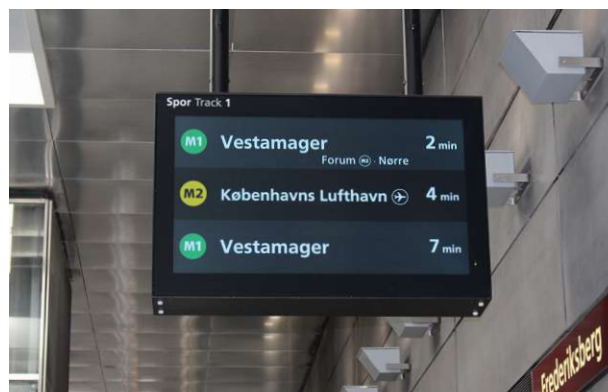 Spor Track 1
M1 Vestamager 2 min
Forum M3 · Nørre
M2 Københavns Lufthavn 4 min
M1 Vestamager 7 min
Frederiksberg